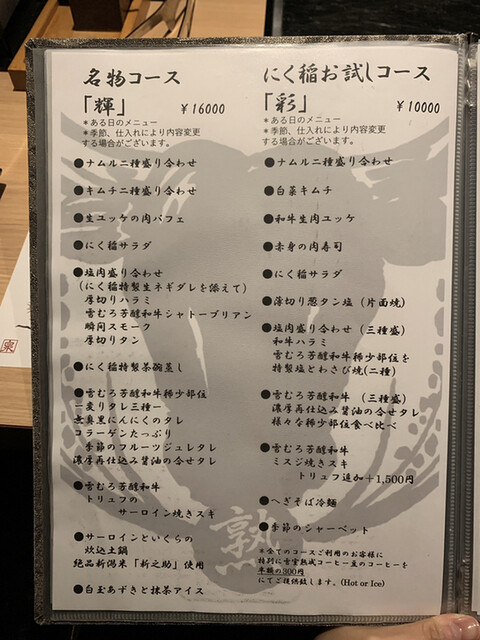 名物コース
「輝」 ￥16000
＊ある日のメニュー
＊季節、仕入れにより内容変更
する場合がございます。
●ナムル二種盛り合わせ
●キムチ二種盛り合わせ
●生ユッケの肉パフェ
●にく稲サラダ
●塩肉盛り合わせ
(にく稲特製生ネギダレを添えて)
厚切りハラミ
雪むろ芳醇和牛シャトーブリアン
瞬間スモーク
厚切りタン
●にく稲特製茶碗蒸し
●雪むろ芳醇和牛稀少部位
一変りタレ三種一
無臭黒にんにくのタレ
コラーゲンたっぷり
季節のフルーツジュレタレ
濃厚再仕込み醤油の合せタレ
●雪むろ芳醇和牛
トリュフの
サーロイン焼きスキ
●サーロインといくらの
炊込土鍋
絶品新潟米「新之助」使用
●白玉あずきと抹茶アイス
にく稲お試しコース
「彩」 ￥10000
＊ある日のメニュー
＊季節、仕入れにより内容変更
する場合がございます。
●ナムル二種盛り合わせ
●白菜キムチ
●和牛生肉ユッケ
●赤身の肉寿司
●にく稲サラダ
●薄切り忍タン塩 (片面焼)
●塩肉盛り合わせ (三種盛)
和牛ハラミ
雪むろ芳醇和牛稀少部位を
特製塩とわさび焼(二種)
●雪むろ芳醇和牛 (三種盛)
濃厚再仕込み醤油の合せタレ
様々な稀少部位食べ比べ
●雪むろ芳醇和牛
ミスジ焼きスキ
トリュフ追加+1,500円
●へぎそば冷麺
●季節のシャーベット
＊全てのコースご利用のお客様に
特別に雪室熟成コーヒー豆のコーヒーを
半額の300円
にてご提供致します。(Hot or Ice)
熟
東